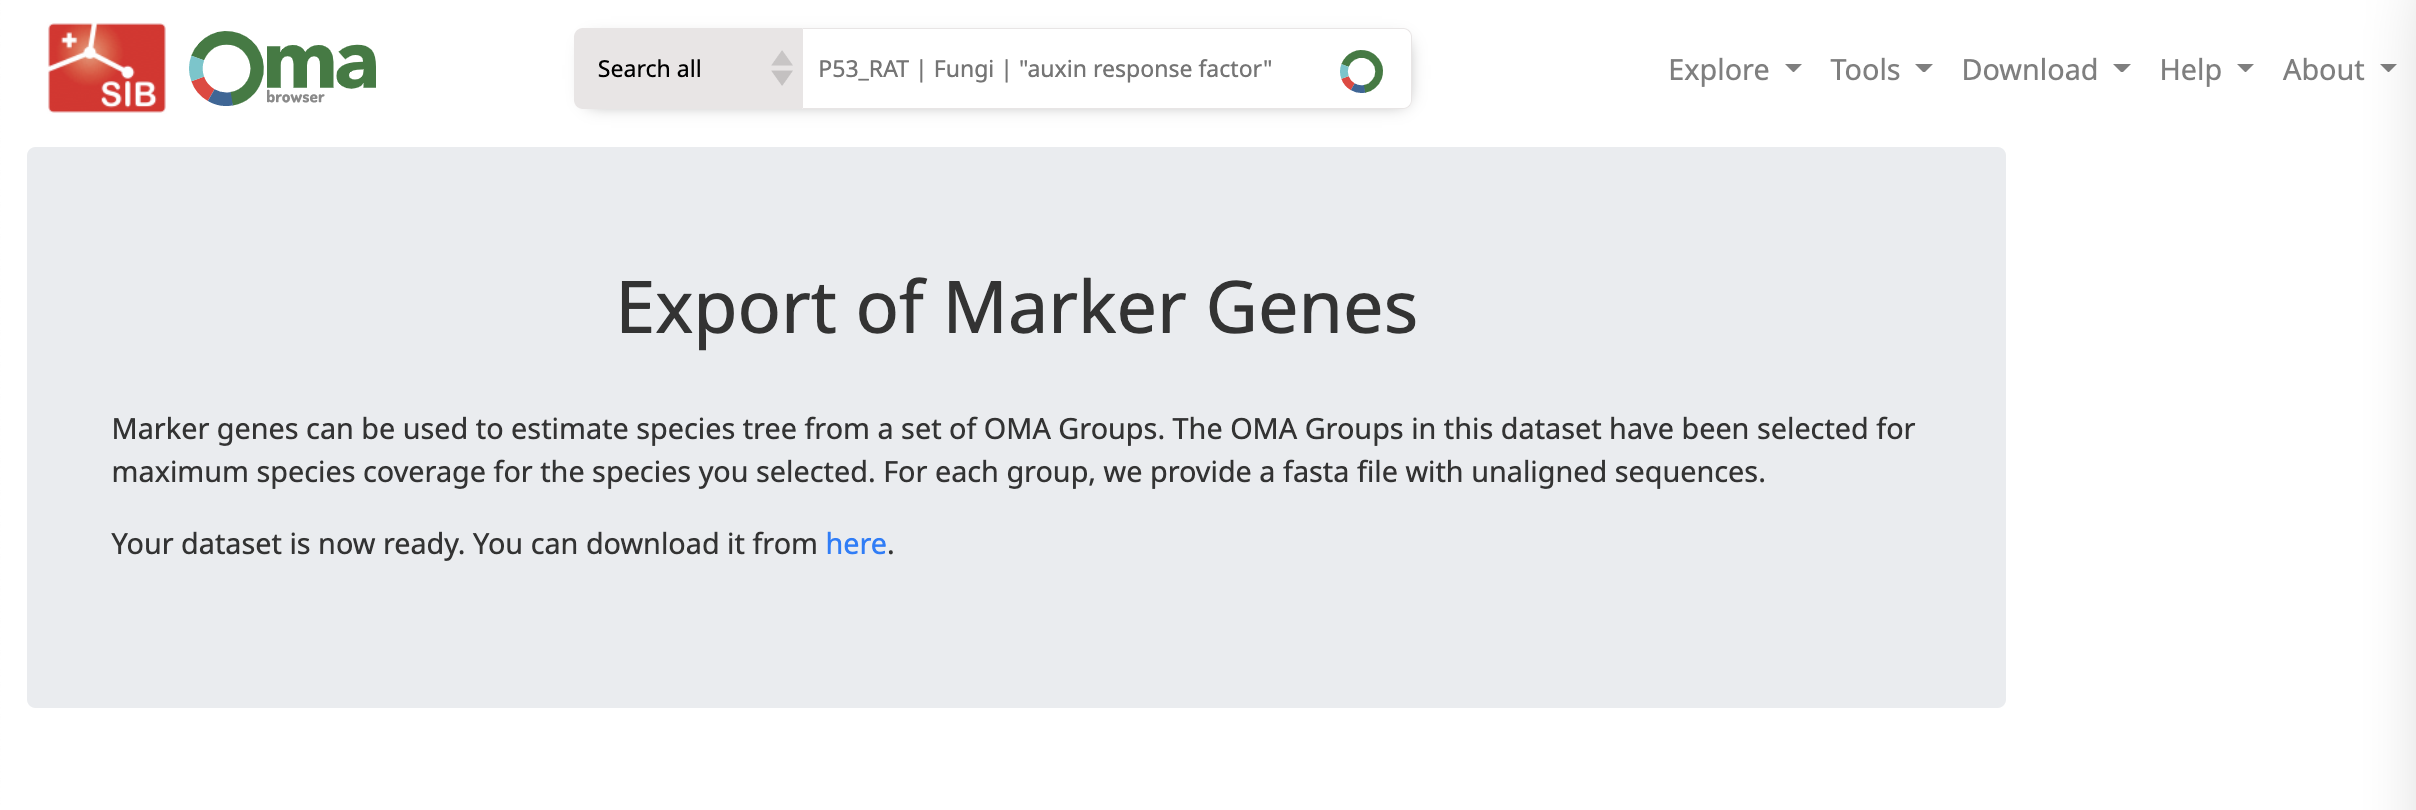 SIB
Oma
browser
Search all
P53_RAT | Fungi | "auxin response factor"
Explore
Tools
Download
Help
About
Export of Marker Genes
Marker genes can be used to estimate species tree from a set of OMA Groups. The OMA Groups in this dataset have been selected for
maximum species coverage for the species you selected. For each group, we provide a fasta file with unaligned sequences.
Your dataset is now ready. You can download it from here.